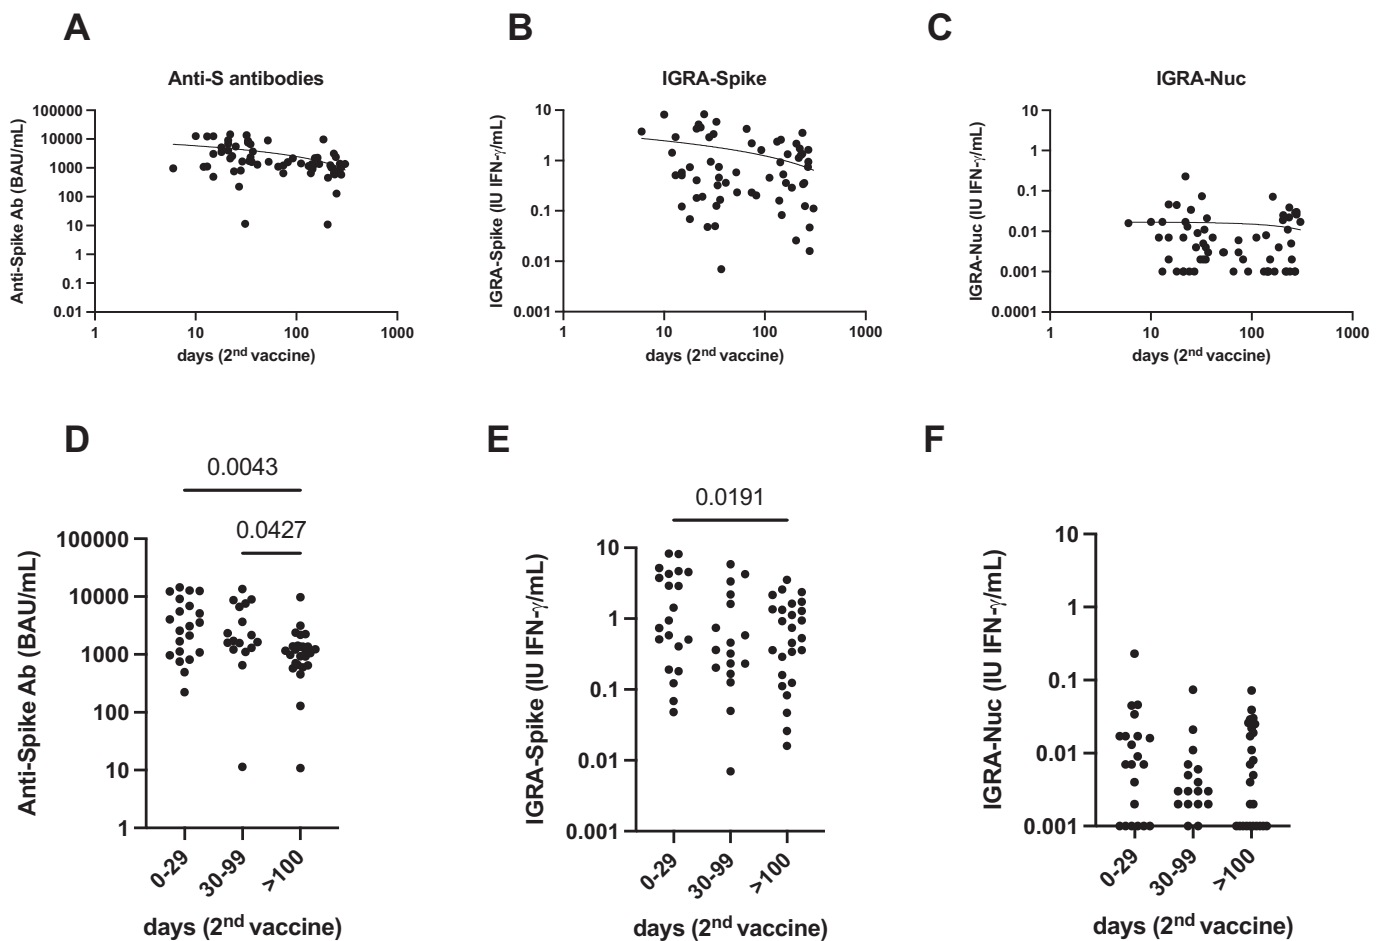 A
B
C
Anti-S antibodies
IGRA-Spike
IGRA-Nuc
Anti-Spike Ab (BAU/mL)
100000
10000
1000
100
10
1
0.1
0.01
1
10
100
1000
days (2nd vaccine)
IGRA-Spike (IU IFN-γ/mL)
10
1
0.1
0.01
0.001
1
10
100
1000
days (2nd vaccine)
IGRA-Nuc (IU IFN-γ/mL)
10
1
0.1
0.01
0.001
0.0001
1
10
100
1000
days (2nd vaccine)
D
E
F
0.0043
0.0427
Anti-Spike Ab (BAU/mL)
100000
10000
1000
100
10
1
0-29
30-99
>100
days (2nd vaccine)
0.0191
IGRA-Spike (IU IFN-γ/mL)
10
1
0.1
0.01
0.001
0-29
30-99
>100
days (2nd vaccine)
IGRA-Nuc (IU IFN-γ/mL)
10
1
0.1
0.01
0.001
0-29
30-99
>100
days (2nd vaccine)